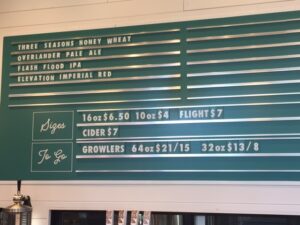 THREE SEASONS HONEY WHEAT
OVERLANDER PALE ALE
FLASH FLOOD IPA
ELEVATION IMPERIAL RED
Sizes
16oz $6.50 10oz $4 FLIGHT $7
CIDER $7
To Go
GROWLERS 64oz $21/15 32oz $13/8